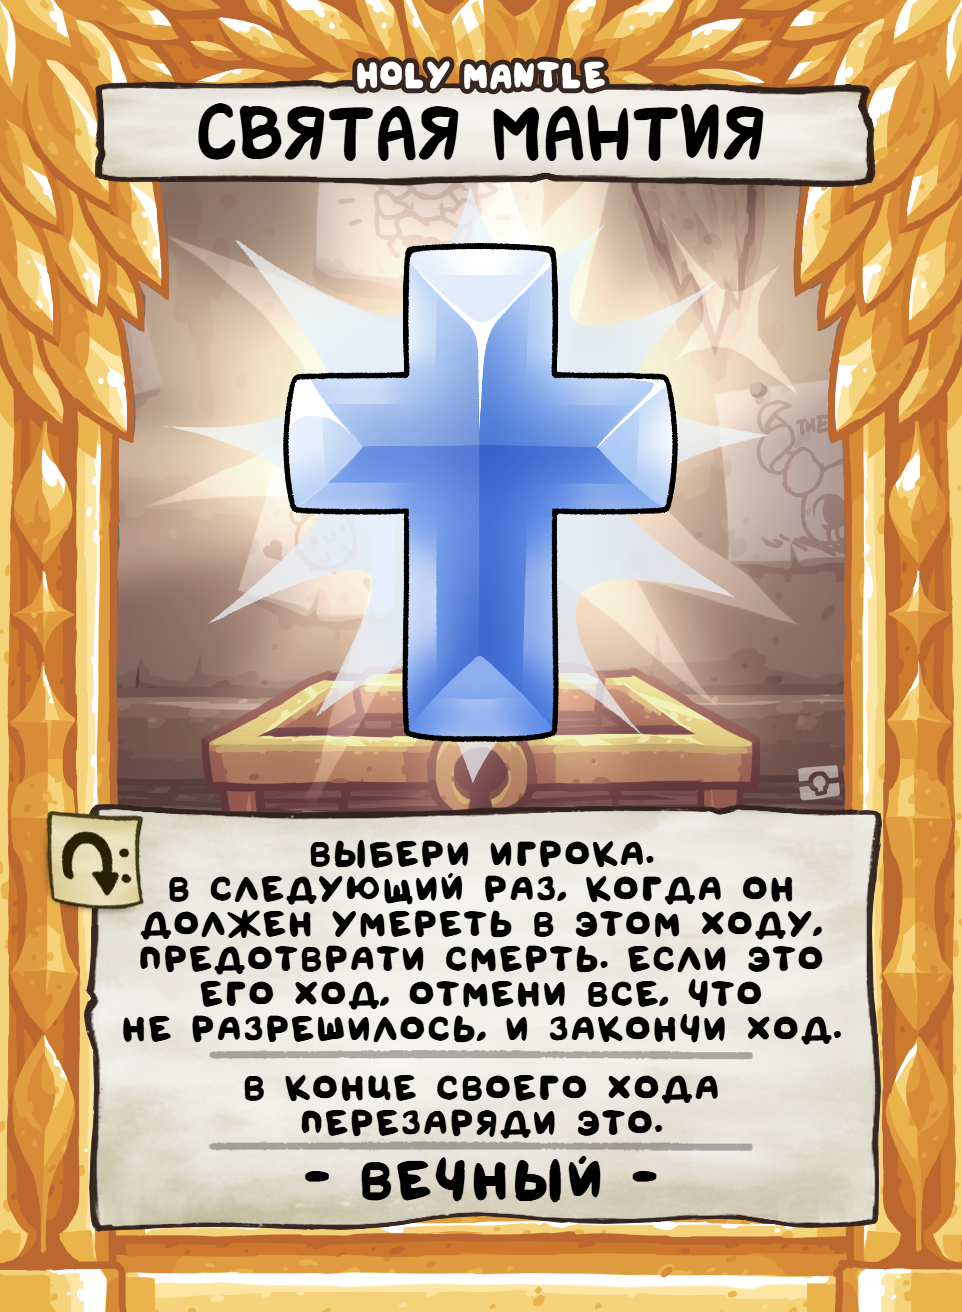 HOLY MANTLE
СВЯТАЯ МАНТИЯ
THE
ВЫБЕРИ ИГРОКА.
В СЛЕДУЮЩИЙ РАЗ, КОГДА ОН
ДОЛЖЕН УМЕРЕТЬ В ЭТОМ ХОДУ,
ПРЕДОТВРАТИ СМЕРТЬ. ЕСЛИ ЭТО
ЕГО ХОД, ОТМЕНИ ВСЕ, ЧТО
НЕ РАЗРЕШИЛОСЬ, И ЗАКОНЧИ ХОД.
В КОНЦЕ СВОЕГО ХОДА
ПЕРЕЗАРЯДИ ЭТО.
- ВЕЧНЫЙ -